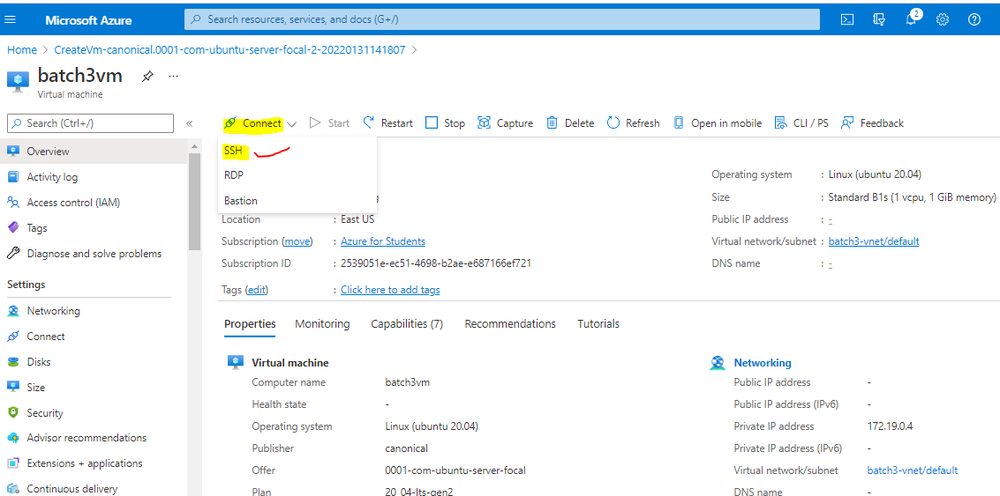 Microsoft Azure
Search resources, services, and docs (G+/)
2
Home > CreateVm-canonical.0001-com-ubuntu-server-focal-2-20220131141807 >
batch3vm
...
Virtual machine
Search (Ctrl+/)
«
Connect
Start
Restart
Stop
Capture
Delete
Refresh
Open in mobile
CLI / PS
Feedback
SSH
RDP
Bastion
Overview
Activity log
Access control (IAM)
Tags
Diagnose and solve problems
Settings
Networking
Connect
Disks
Size
Security
Advisor recommendations
Extensions + applications
Continuous delivery
Location : East US
Subscription (move) : Azure for Students
Subscription ID : 2539051e-ec51-4698-b2ae-e687166ef721
Tags (edit) : Click here to add tags
Operating system : Linux (ubuntu 20.04)
Size : Standard B1s (1 vcpu, 1 GiB memory)
Public IP address : -
Virtual network/subnet : batch3-vnet/default
DNS name : -
Properties
Monitoring
Capabilities (7)
Recommendations
Tutorials
Virtual machine
Computer name batch3vm
Health state -
Operating system Linux (ubuntu 20.04)
Publisher canonical
Offer 0001-com-ubuntu-server-focal
Plan 20_04-lts-gen2
Networking
Public IP address -
Public IP address (IPv6) -
Private IP address 172.19.0.4
Private IP address (IPv6) -
Virtual network/subnet batch3-vnet/default
DNS name -